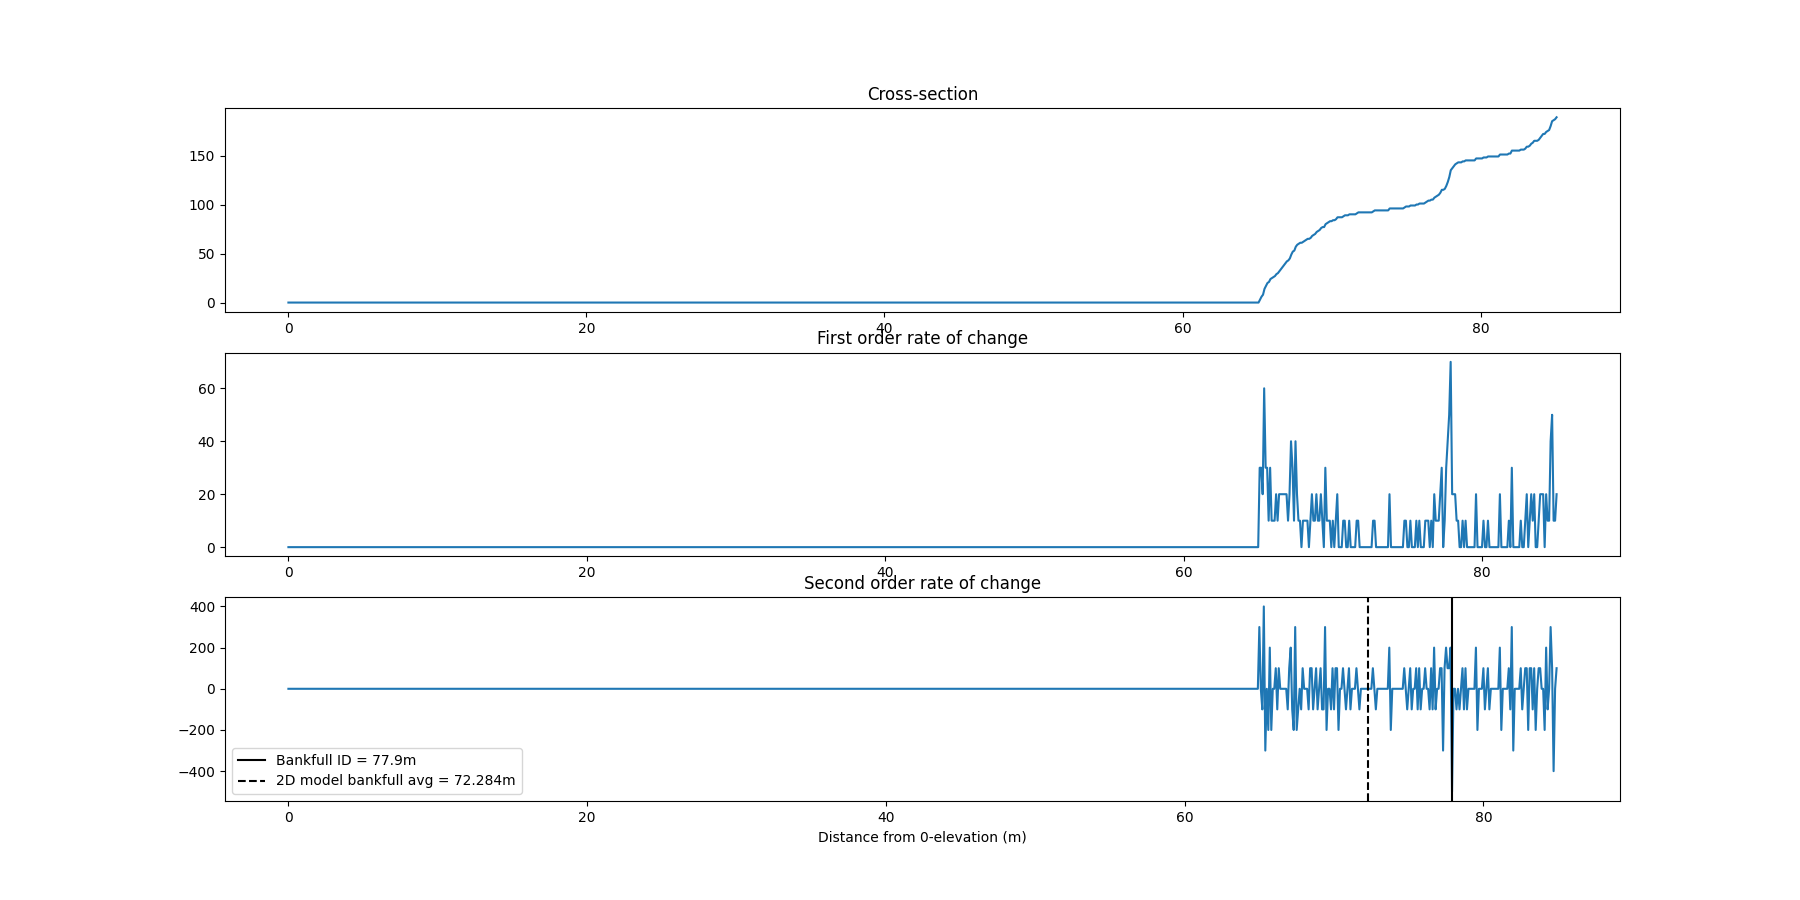 Cross-section
150
100
50
0
0 20 40 60 80
First order rate of change
60
40
20
0
0 20 40 60 80
Second order rate of change
400
200
0
−200
−400
Bankfull ID = 77.9m
2D model bankfull avg = 72.284m
0 20 40 60 80
Distance from 0-elevation (m)